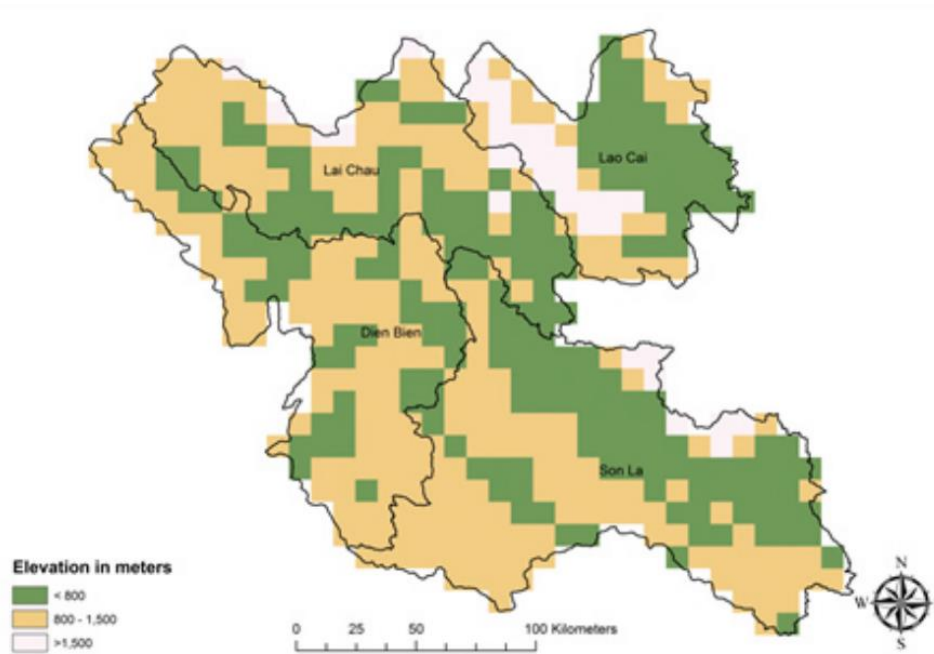 Lao Cai
Lai Chau
Dien Bien
Son La
Elevation in meters
< 800
800 - 1,500
>1,500
0 25 50 100 Kilometers
N
W
S